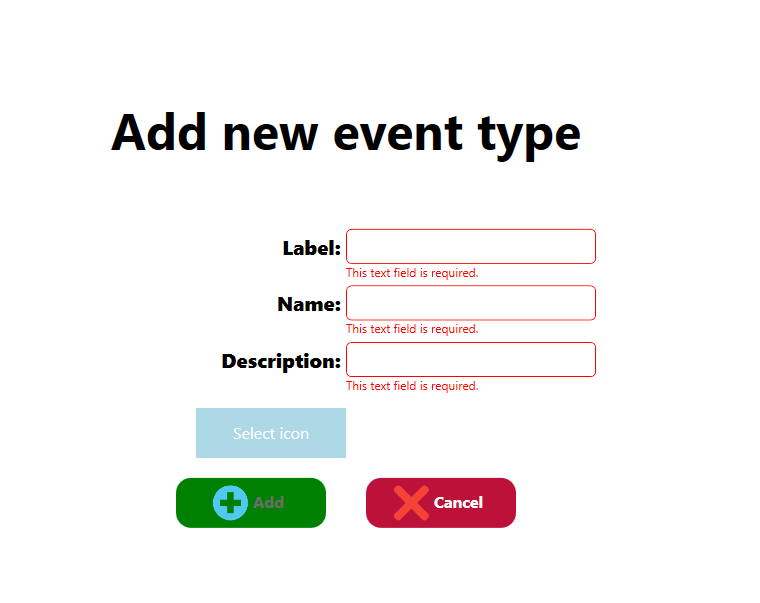 Add new event type
Label:
This text field is required.
Name:
This text field is required.
Description:
This text field is required.
Select icon
Add
Cancel